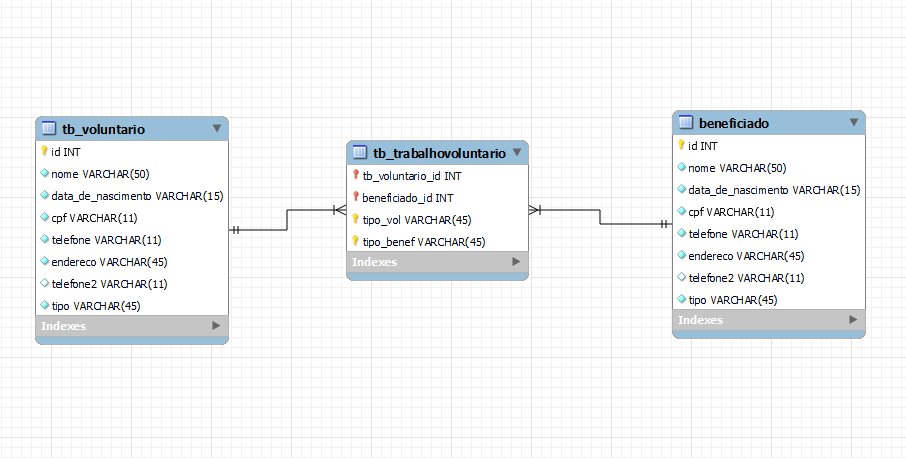 tb_voluntario
id INT
nome VARCHAR(50)
data_de_nascimento VARCHAR(15)
cpf VARCHAR(11)
telefone VARCHAR(11)
endereco VARCHAR(45)
telefone2 VARCHAR(11)
tipo VARCHAR(45)
Indexes
tb_trabalhovoluntario
tb_voluntario_id INT
beneficiado_id INT
tipo_vol VARCHAR(45)
tipo_benef VARCHAR(45)
Indexes
beneficiado
id INT
nome VARCHAR(50)
data_de_nascimento VARCHAR(15)
cpf VARCHAR(11)
telefone VARCHAR(11)
endereco VARCHAR(45)
telefone2 VARCHAR(11)
tipo VARCHAR(45)
Indexes